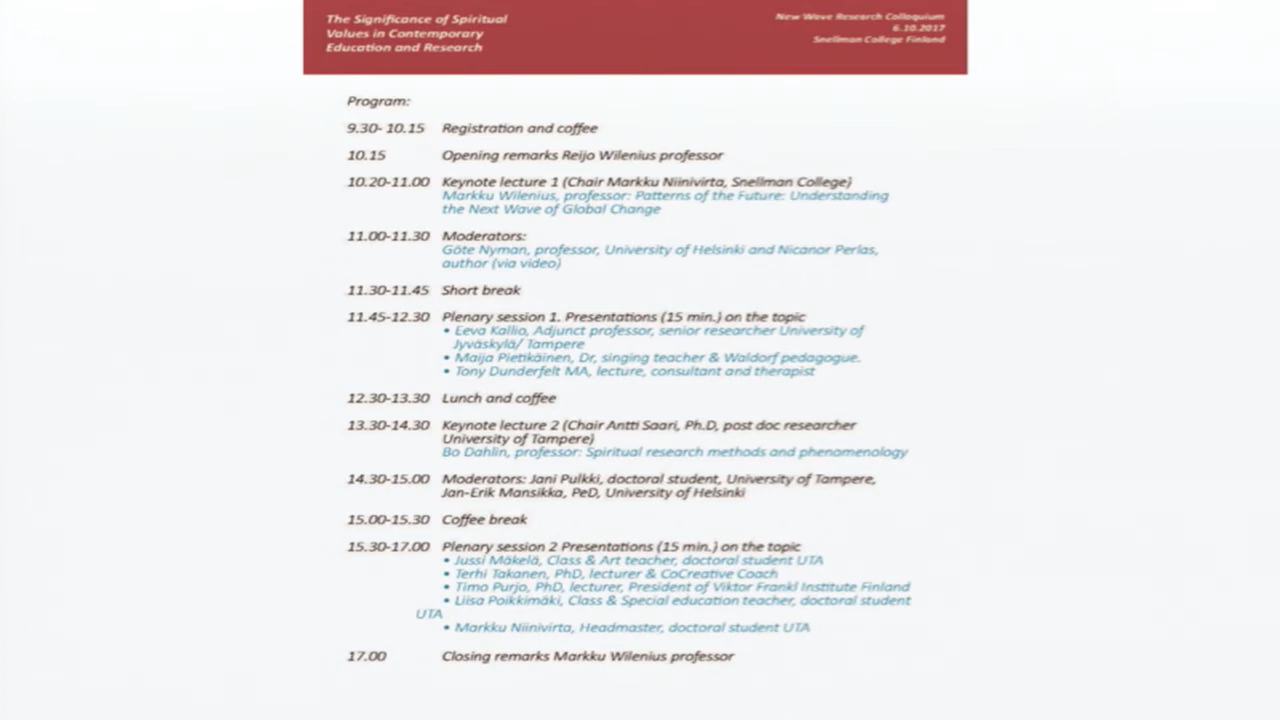 The Significance of Spiritual
Values in Contemporary
Education and Research
New Wave Research Colloquium
6.10.2017
Snellman College Finland
Program:
9.30- 10.15 Registration and coffee
10.15 Opening remarks Reijo Wilenius professor
10.20-11.00 Keynote lecture 1 (Chair Markku Niinivirta, Snellman College)
Markku Wilenius, professor: Patterns of the Future: Understanding
the Next Wave of Global Change
11.00-11.30 Moderators:
Göte Nyman, professor, University of Helsinki and Nicanor Perlas,
author (via video)
11.30-11.45 Short break
11.45-12.30 Plenary session 1. Presentations (15 min.) on the topic
• Eeva Kallio, Adjunct professor, senior researcher University of
Jyväskylä/ Tampere
• Maija Pietikäinen, Dr, singing teacher & Waldorf pedagogue.
• Tony Dunderfelt MA, lecture, consultant and therapist
12.30-13.30 Lunch and coffee
13.30-14.30 Keynote lecture 2 (Chair Antti Saari, Ph.D, post doc researcher
University of Tampere)
Bo Dahlin, professor: Spiritual research methods and phenomenology
14.30-15.00 Moderators: Jani Pulkki, doctoral student, University of Tampere,
Jan-Erik Mansikka, PeD, University of Helsinki
15.00-15.30 Coffee break
15.30-17.00 Plenary session 2 Presentations (15 min.) on the topic
• Jussi Mäkelä, Class & Art teacher, doctoral student UTA
• Terhi Takanen, PhD, lecturer & CoCreative Coach
• Timo Purjo, PhD, lecturer, President of Viktor Frankl Institute Finland
• Liisa Poikkimäki, Class & Special education teacher, doctoral student
UTA
• Markku Niinivirta, Headmaster, doctoral student UTA
17.00 Closing remarks Markku Wilenius professor